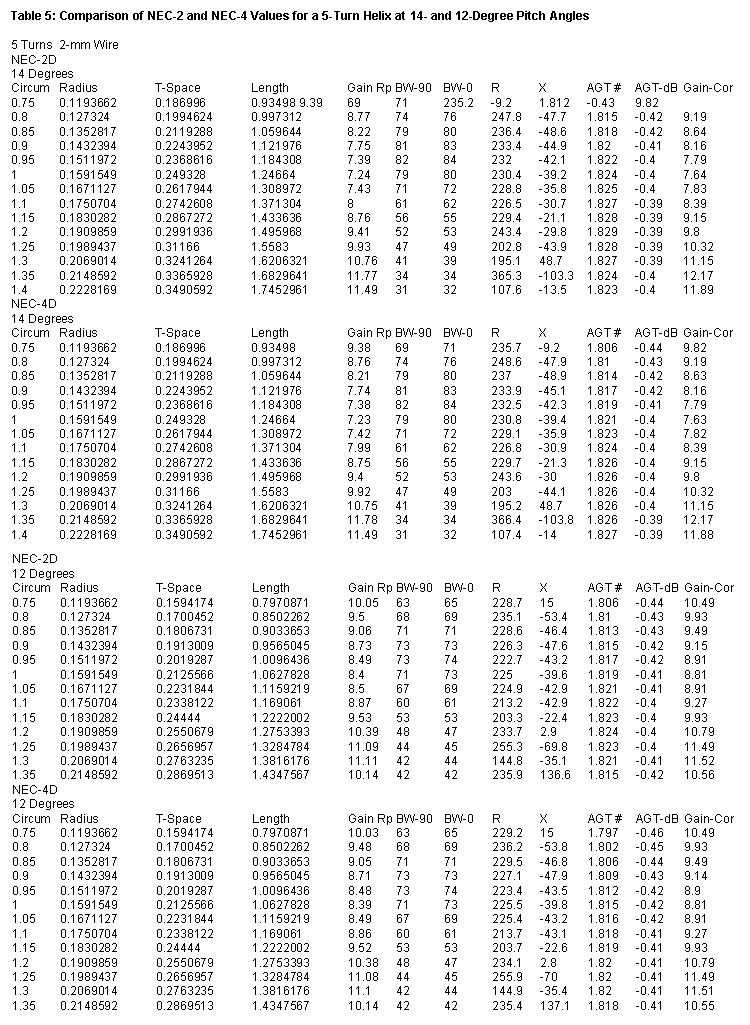 Table 5: Comparison of NEC-2 and NEC-4 Values for a 5-Turn Helix at 14- and 12-Degree Pitch Angles
5 Turns 2-mm Wire
NEC-2D
14 Degrees
Circum Radius T-Space Length Gain Rp BW-90 BW-0 R X AGT # AGT-dB Gain-Cor
0.75 0.1193662 0.186996 0.93498 9.39 69 71 235.2 -9.2 1.812 -0.43 9.82
0.8 0.127324 0.1994624 0.997312 8.77 74 76 247.8 -47.7 1.815 -0.42 9.19
0.85 0.1352817 0.2119288 1.059644 8.22 79 80 236.4 -48.6 1.818 -0.42 8.64
0.9 0.1432394 0.2243952 1.121976 7.75 81 83 233.4 -44.9 1.82 -0.41 8.16
0.95 0.1511972 0.2368616 1.184308 7.39 82 84 232 -42.1 1.822 -0.4 7.79
1 0.1591549 0.249328 1.24664 7.24 79 80 230.4 -39.2 1.824 -0.4 7.64
1.05 0.1671127 0.2617944 1.308972 7.43 71 72 228.8 -35.8 1.825 -0.4 7.83
1.1 0.1750704 0.2742608 1.371304 8 61 62 226.5 -30.7 1.827 -0.39 8.39
1.15 0.1830282 0.2867272 1.433636 8.76 56 55 229.4 -21.1 1.828 -0.39 9.15
1.2 0.1909859 0.2991936 1.495968 9.41 52 53 243.4 -29.8 1.829 -0.39 9.8
1.25 0.1989437 0.31166 1.5583 9.93 47 49 202.8 -43.9 1.828 -0.39 10.32
1.3 0.2069014 0.3241264 1.6206321 10.76 41 39 195.1 48.7 1.827 -0.39 11.15
1.35 0.2148592 0.3365928 1.6829641 11.77 34 34 365.3 -103.3 1.824 -0.4 12.17
1.4 0.2228169 0.3490592 1.7452961 11.49 31 32 107.6 -13.5 1.823 -0.4 11.89
NEC-4D
14 Degrees
Circum Radius T-Space Length Gain Rp BW-90 BW-0 R X AGT # AGT-dB Gain-Cor
0.75 0.1193662 0.186996 0.93498 9.38 69 71 235.7 -9.2 1.806 -0.44 9.82
0.8 0.127324 0.1994624 0.997312 8.76 74 76 248.6 -47.9 1.81 -0.43 9.19
0.85 0.1352817 0.2119288 1.059644 8.21 79 80 237 -48.9 1.814 -0.42 8.63
0.9 0.1432394 0.2243952 1.121976 7.74 81 83 233.9 -45.1 1.817 -0.42 8.16
0.95 0.1511972 0.2368616 1.184308 7.38 82 84 232.5 -42.3 1.819 -0.41 7.79
1 0.1591549 0.249328 1.24664 7.23 79 80 230.8 -39.4 1.821 -0.4 7.63
1.05 0.1671127 0.2617944 1.308972 7.42 71 72 229.1 -35.9 1.823 -0.4 7.82
1.1 0.1750704 0.2742608 1.371304 7.99 61 62 226.8 -30.9 1.824 -0.4 8.39
1.15 0.1830282 0.2867272 1.433636 8.75 56 55 229.7 -21.3 1.826 -0.4 9.15
1.2 0.1909859 0.2991936 1.495968 9.4 52 53 243.6 -30 1.826 -0.4 9.8
1.25 0.1989437 0.31166 1.5583 9.92 47 49 203 -44.1 1.826 -0.4 10.32
1.3 0.2069014 0.3241264 1.6206321 10.75 41 39 195.2 48.7 1.826 -0.4 11.15
1.35 0.2148592 0.3365928 1.6829641 11.78 34 34 366.4 -103.8 1.826 -0.39 12.17
1.4 0.2228169 0.3490592 1.7452961 11.49 31 32 107.4 -14 1.827 -0.39 11.88
NEC-2D
12 Degrees
Circum Radius T-Space Length Gain Rp BW-90 BW-0 R X AGT # AGT-dB Gain-Cor
0.75 0.1193662 0.1594174 0.7970871 10.05 63 65 228.7 15 1.806 -0.44 10.49
0.8 0.127324 0.1700452 0.8502262 9.5 68 69 235.1 -53.4 1.81 -0.43 9.93
0.85 0.1352817 0.1806731 0.9033653 9.06 71 71 228.6 -46.4 1.813 -0.43 9.49
0.9 0.1432394 0.1913009 0.9565045 8.73 73 73 226.3 -47.6 1.815 -0.42 9.15
0.95 0.1511972 0.2019287 1.0096436 8.49 73 74 222.7 -43.2 1.817 -0.42 8.91
1 0.1591549 0.2125566 1.0627828 8.4 71 73 225 -39.6 1.819 -0.41 8.81
1.05 0.1671127 0.2231844 1.1159219 8.5 67 69 224.9 -42.9 1.821 -0.41 8.91
1.1 0.1750704 0.2338122 1.169061 8.87 60 61 213.2 -42.9 1.822 -0.4 9.27
1.15 0.1830282 0.24444 1.2222002 9.53 53 53 203.3 -22.4 1.823 -0.4 9.93
1.2 0.1909859 0.2550679 1.2753393 10.39 48 47 233.7 2.9 1.824 -0.4 10.79
1.25 0.1989437 0.2656957 1.3284784 11.09 44 45 255.3 -69.8 1.823 -0.4 11.49
1.3 0.2069014 0.2763235 1.3816176 11.11 42 44 144.8 -35.1 1.821 -0.41 11.52
1.35 0.2148592 0.2869513 1.4347567 10.14 42 42 235.9 136.6 1.815 -0.42 10.56
NEC-4D
12 Degrees
Circum Radius T-Space Length Gain Rp BW-90 BW-0 R X AGT # AGT-dB Gain-Cor
0.75 0.1193662 0.1594174 0.7970871 10.03 63 65 229.2 15 1.797 -0.46 10.49
0.8 0.127324 0.1700452 0.8502262 9.48 68 69 236.2 -53.8 1.802 -0.45 9.93
0.85 0.1352817 0.1806731 0.9033653 9.05 71 71 229.5 -46.8 1.806 -0.44 9.49
0.9 0.1432394 0.1913009 0.9565045 8.71 73 73 227.1 -47.9 1.809 -0.43 9.14
0.95 0.1511972 0.2019287 1.0096436 8.48 73 74 223.4 -43.5 1.812 -0.42 8.9
1 0.1591549 0.2125566 1.0627828 8.39 71 73 225.5 -39.8 1.815 -0.42 8.81
1.05 0.1671127 0.2231844 1.1159219 8.49 67 69 225.4 -43.2 1.816 -0.42 8.91
1.1 0.1750704 0.2338122 1.169061 8.86 60 61 213.7 -43.1 1.818 -0.41 9.27
1.15 0.1830282 0.24444 1.2222002 9.52 53 53 203.7 -22.6 1.819 -0.41 9.93
1.2 0.1909859 0.2550679 1.2753393 10.38 48 47 234.1 2.8 1.82 -0.41 10.79
1.25 0.1989437 0.2656957 1.3284784 11.08 44 45 255.9 -70 1.82 -0.41 11.49
1.3 0.2069014 0.2763235 1.3816176 11.1 42 44 144.9 -35.4 1.82 -0.41 11.51
1.35 0.2148592 0.2869513 1.4347567 10.14 42 42 235.4 137.1 1.818 -0.41 10.55